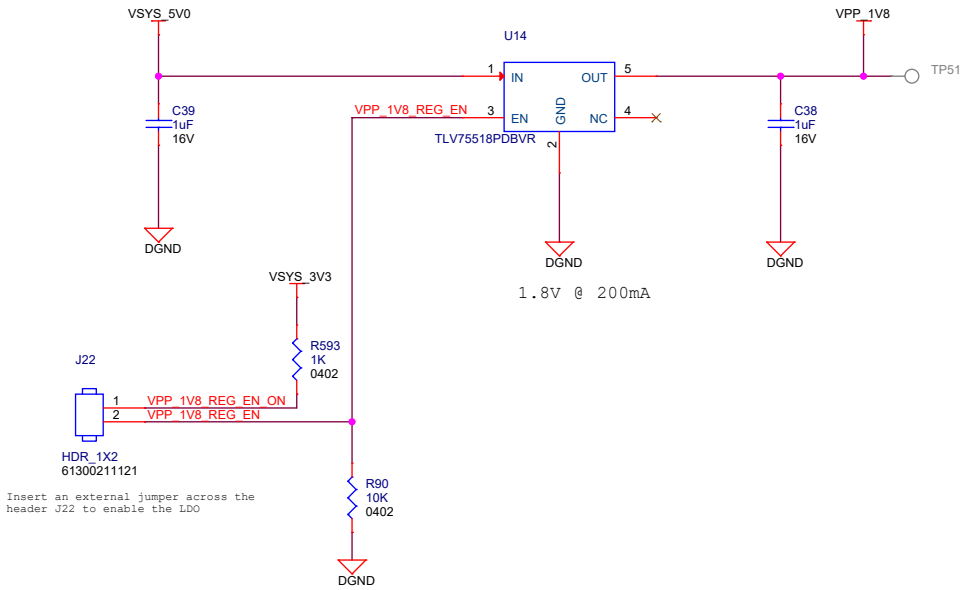 VSYS_5V0
VPP_1V8
U14
1
IN
OUT
5
TP51
C39
1uF
16V
VPP_1V8_REG_EN
3
EN
GND
NC
4
C38
1uF
16V
TLV75518PDBVR
2
DGND
DGND
DGND
VSYS_3V3
1.8V @ 200mA
R593
1K
0402
J22
1
VPP_1V8_REG_EN_ON
2
VPP_1V8_REG_EN
HDR_1X2
61300211121
R90
10K
0402
Insert an external jumper across the
header J22 to enable the LDO
DGND